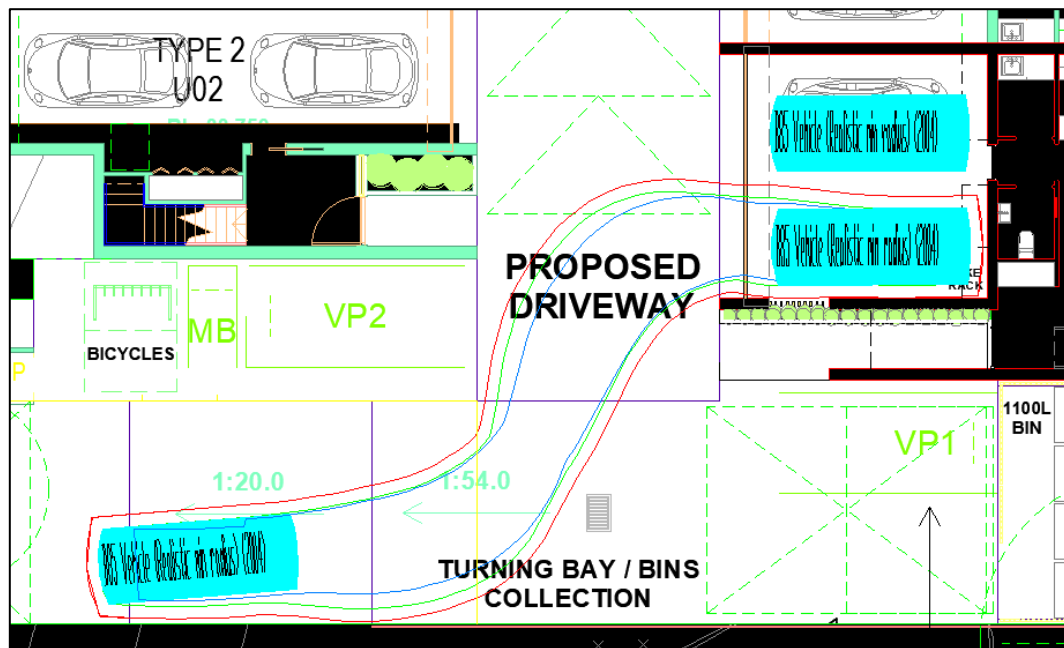 TYPE 2
U02
B85 Vehicle (Realistic min radius) (2004)
B85 Vehicle (Realistic min radius) (2004)
PROPOSED
DRIVEWAY
RACK
MB
VP2
BICYCLES
P
1100L
BIN
VP1
1:20.0
1:54.0
B85 Vehicle (Realistic min radius) (2004)
TURNING BAY / BINS
COLLECTION